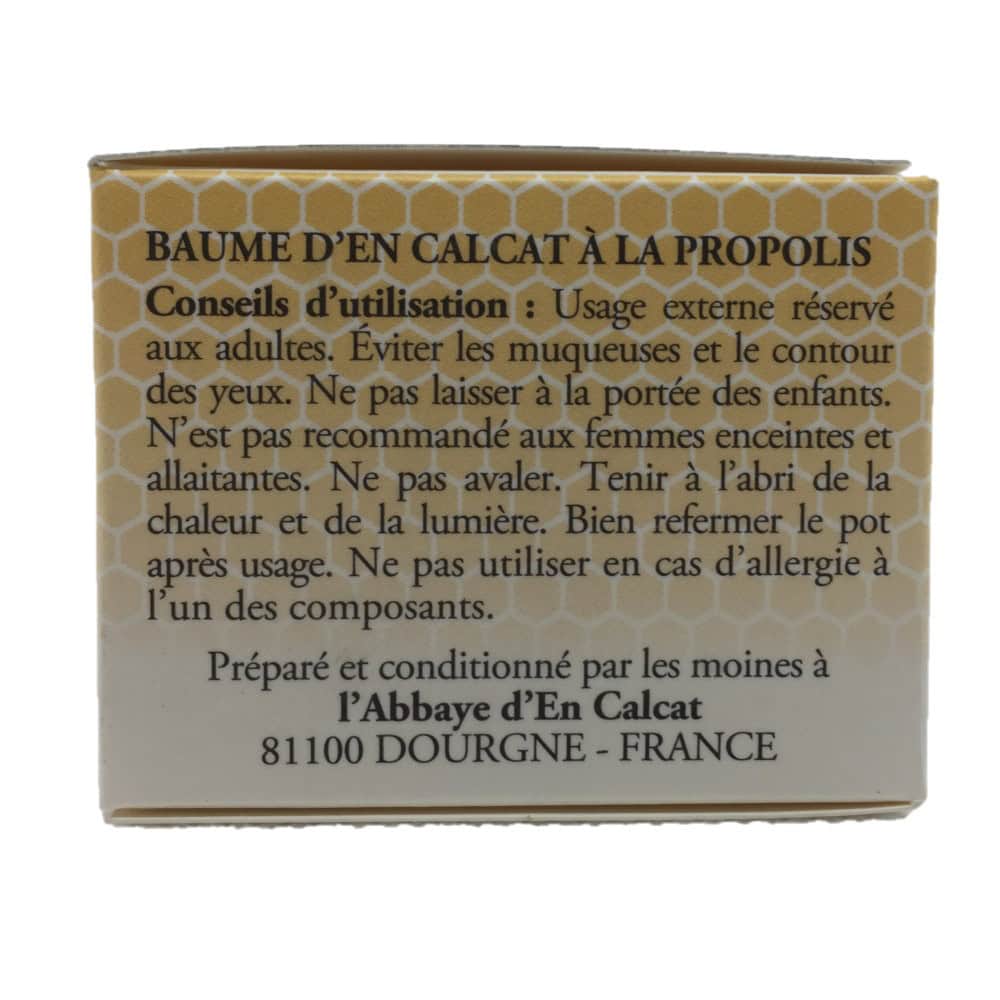 BAUME D'EN CALCAT À LA PROPOLIS
Conseils d'utilisation : Usage externe réservé
aux adultes. Éviter les muqueuses et le contour
des yeux. Ne pas laisser à la portée des enfants.
N'est pas recommandé aux femmes enceintes et
allaitantes. Ne pas avaler. Tenir à l'abri de la
chaleur et de la lumière. Bien refermer le pot
après usage. Ne pas utiliser en cas d'allergie à
l'un des composants.
Préparé et conditionné par les moines à
l'Abbaye d'En Calcat
81100 DOURGNE - FRANCE